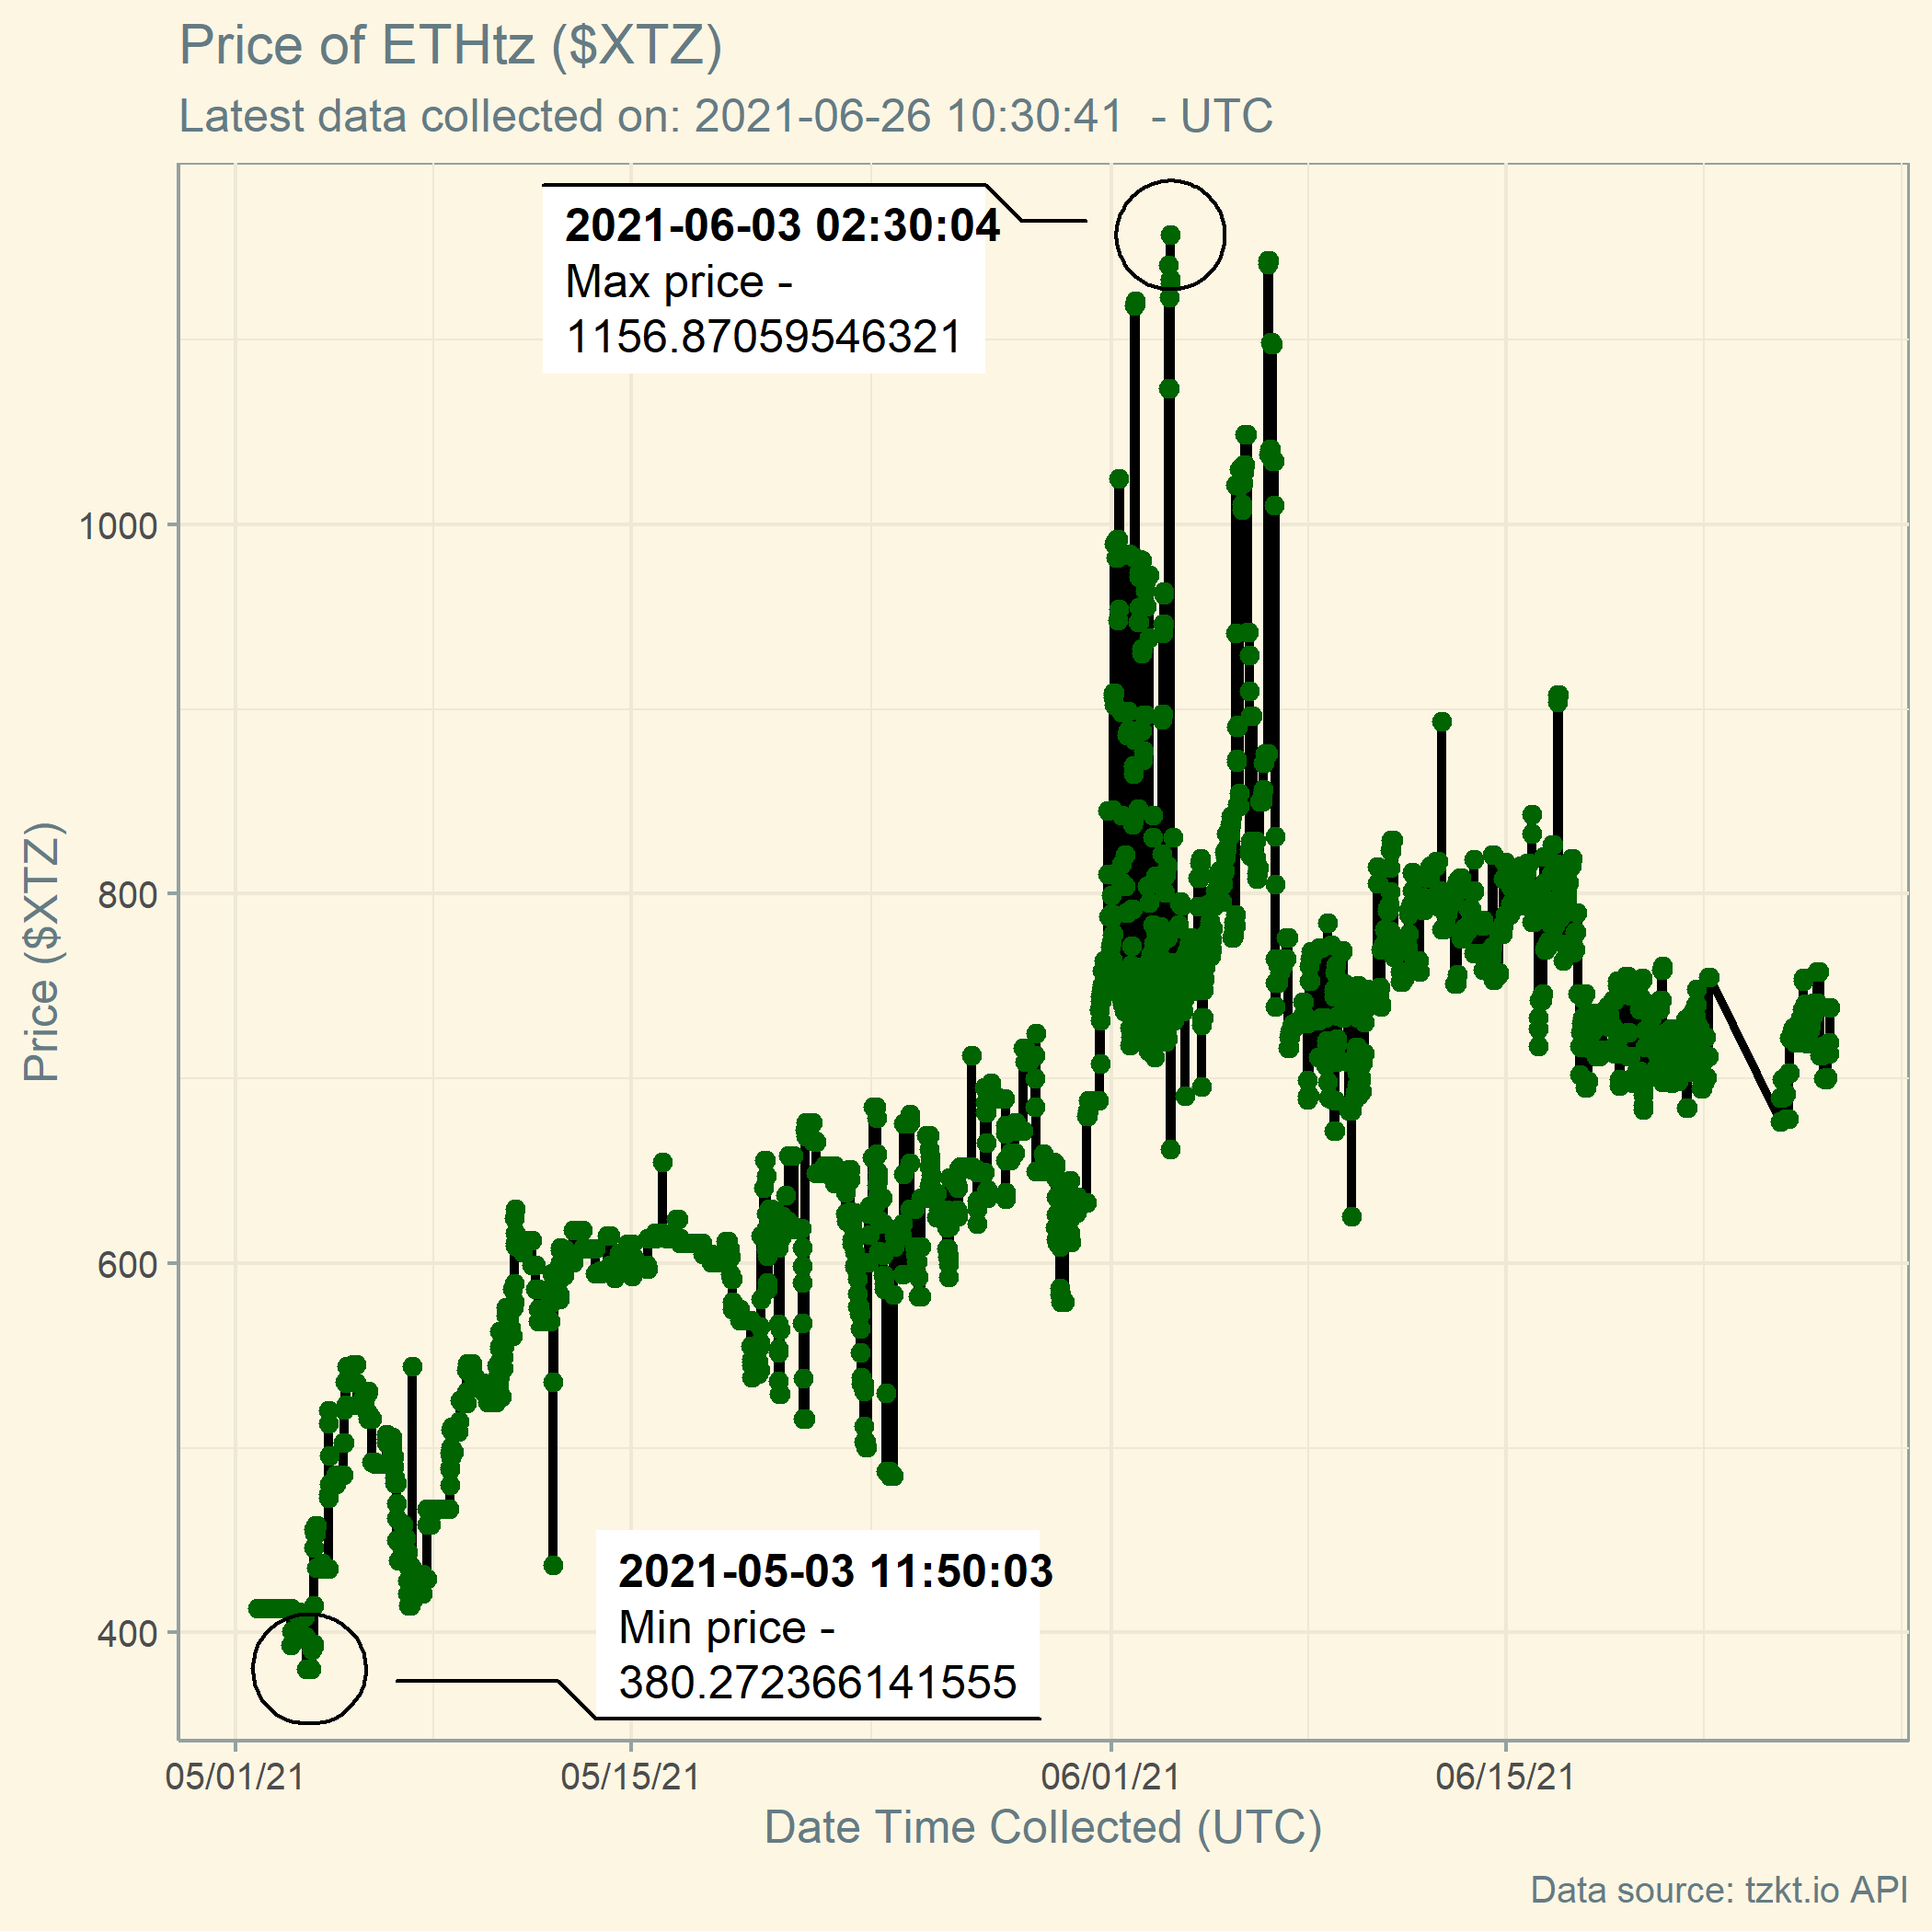 Price of ETHtz ($XTZ)
Latest data collected on: 2021-06-26 10:30:41  - UTC
2021-06-03 02:30:04
Max price -
1156.87059546321
1000
800
600
400
Price ($XTZ)
2021-05-03 11:50:03
Min price -
380.272366141555
05/01/21 05/15/21 06/01/21 06/15/21
Date Time Collected (UTC)
Data source: tzkt.io API